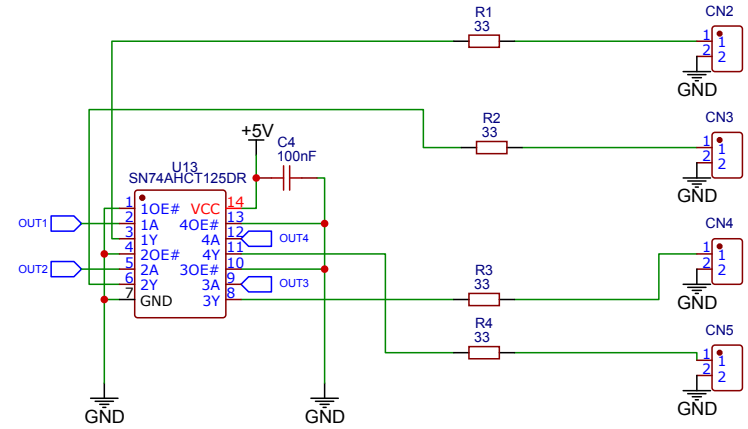 R1
33
CN2
1
2
1
2
GND
R2
33
CN3
1
2
1
2
GND
+5V
C4
100nF
U13
SN74AHCT125DR
1 1OE# VCC 14
2 1A 4OE# 13
3 1Y 4A 12
4 2OE# 4Y 11
5 2A 3OE# 10
6 2Y 3A 9
7 GND 3Y 8
OUT1
OUT2
OUT4
OUT3
R3
33
CN4
1
2
1
2
GND
R4
33
CN5
1
2
1
2
GND
GND
GND